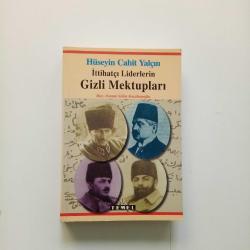 Hüseyin Cahit Yalçın
İttihatçı Liderlerin
Gizli Mektupları
TEMEL